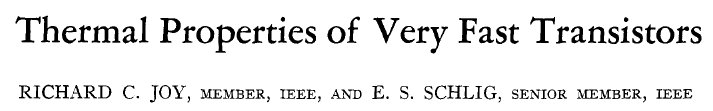 Thermal Properties of Very Fast Transistors
RICHARD C. JOY, MEMBER, IEEE, AND E. S. SCHLIG, SENIOR MEMBER, IEEE